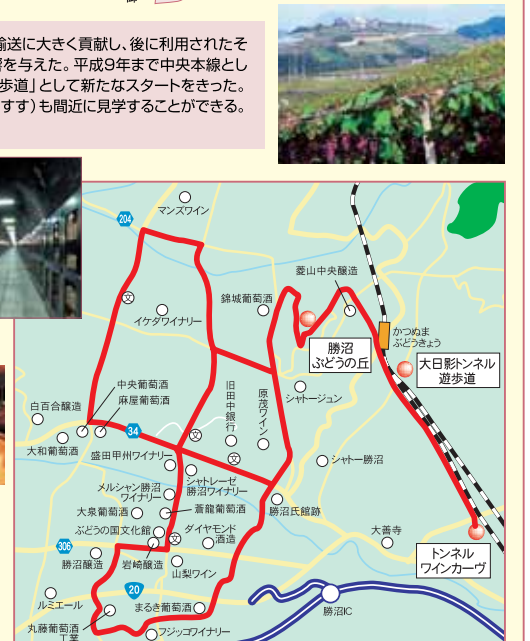 輸送に大きく貢献し、後に利用されたそ
響を与えた。平成9年まで中央本線とし
歩道」として新たなスタートをきった。
すす)も間近に見学することができる。
マンズワイン
204
菱山中央醸造
錦城葡萄酒
イケダワイナリー
文
かつぬま
ぶどうきょう
勝沼
ぶどうの丘
大日影トンネル
遊歩道
中央葡萄酒
麻屋葡萄酒
旧田中銀行
原茂ワイン
シャトージュン
白百合醸造
34
大和葡萄酒
文
盛田甲州ワイナリー
文
シャトー勝沼
シャトレーゼ
勝沼ワイナリー
メルシャン勝沼
ワイナリー
大泉葡萄酒
蒼龍葡萄酒
勝沼氏館跡
ぶどうの国文化館
文
ダイヤモンド
酒造
大善寺
306
勝沼醸造
岩崎醸造
山梨ワイン
トンネル
ワインカーヴ
20
ルミエール
まるき葡萄酒
勝沼IC
丸藤葡萄酒
工業
フジッコワイナリー